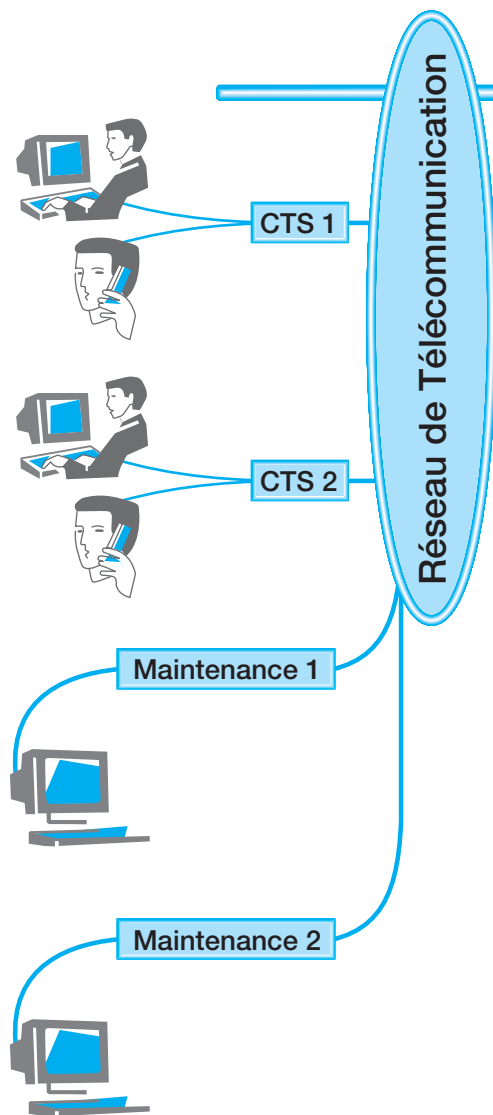 Réseau de Télécommunication
CTS 1
CTS 2
Maintenance 1
Maintenance 2